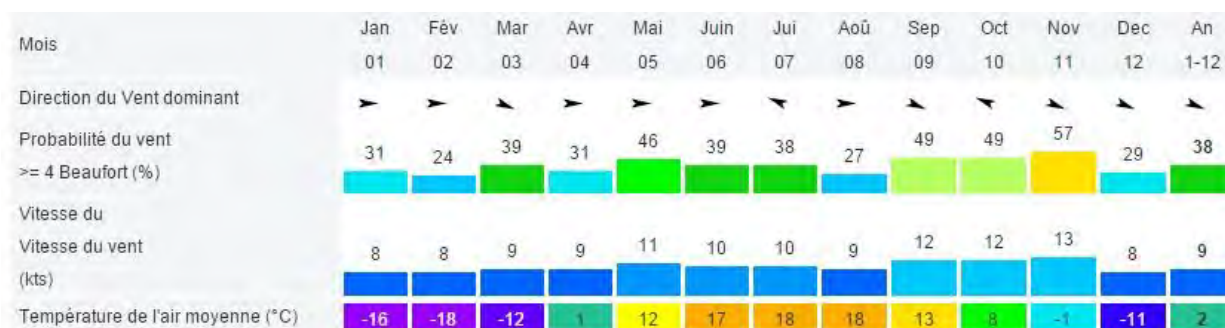 Mois
Jan Fév Mar Avr Mai Juin Jui Aoû Sep Oct Nov Dec An
01 02 03 04 05 06 07 08 09 10 11 12 1-12
Direction du Vent dominant
Probabilité du vent
>= 4 Beaufort (%)
31 24 39 31 46 39 38 27 49 49 57 29 38
Vitesse du
Vitesse du vent
(kts)
8 8 9 9 11 10 10 9 12 12 13 8 9
Température de l'air moyenne (°C) -16 -18 -12 1 12 17 18 18 13 8 -1 -11 2